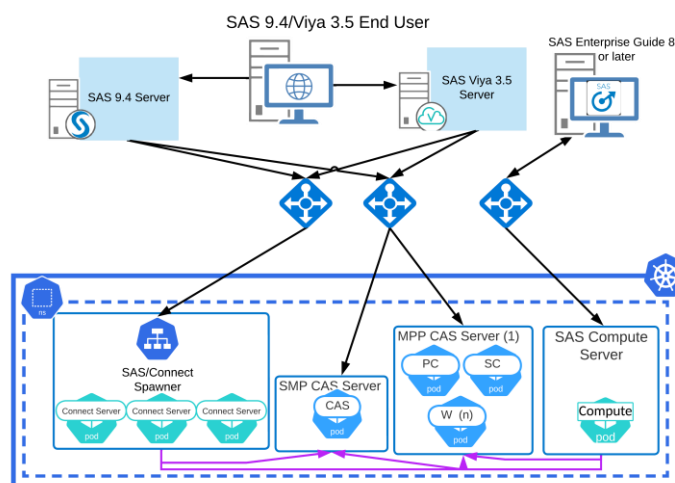 SAS 9.4/Viya 3.5 End User
SAS Enterprise Guide 8
or later
SAS 9.4 Server
SAS Viya 3.5
Server
V
SAS
ns
SAS/Connect
Spawner
Connect Server
Connect Server
Connect Server
pod
pod
pod
SMP CAS Server
CAS
pod
MPP CAS Server (1)
PC
SC
pod
pod
W (n)
pod
SAS Compute
Server
Compute
pod